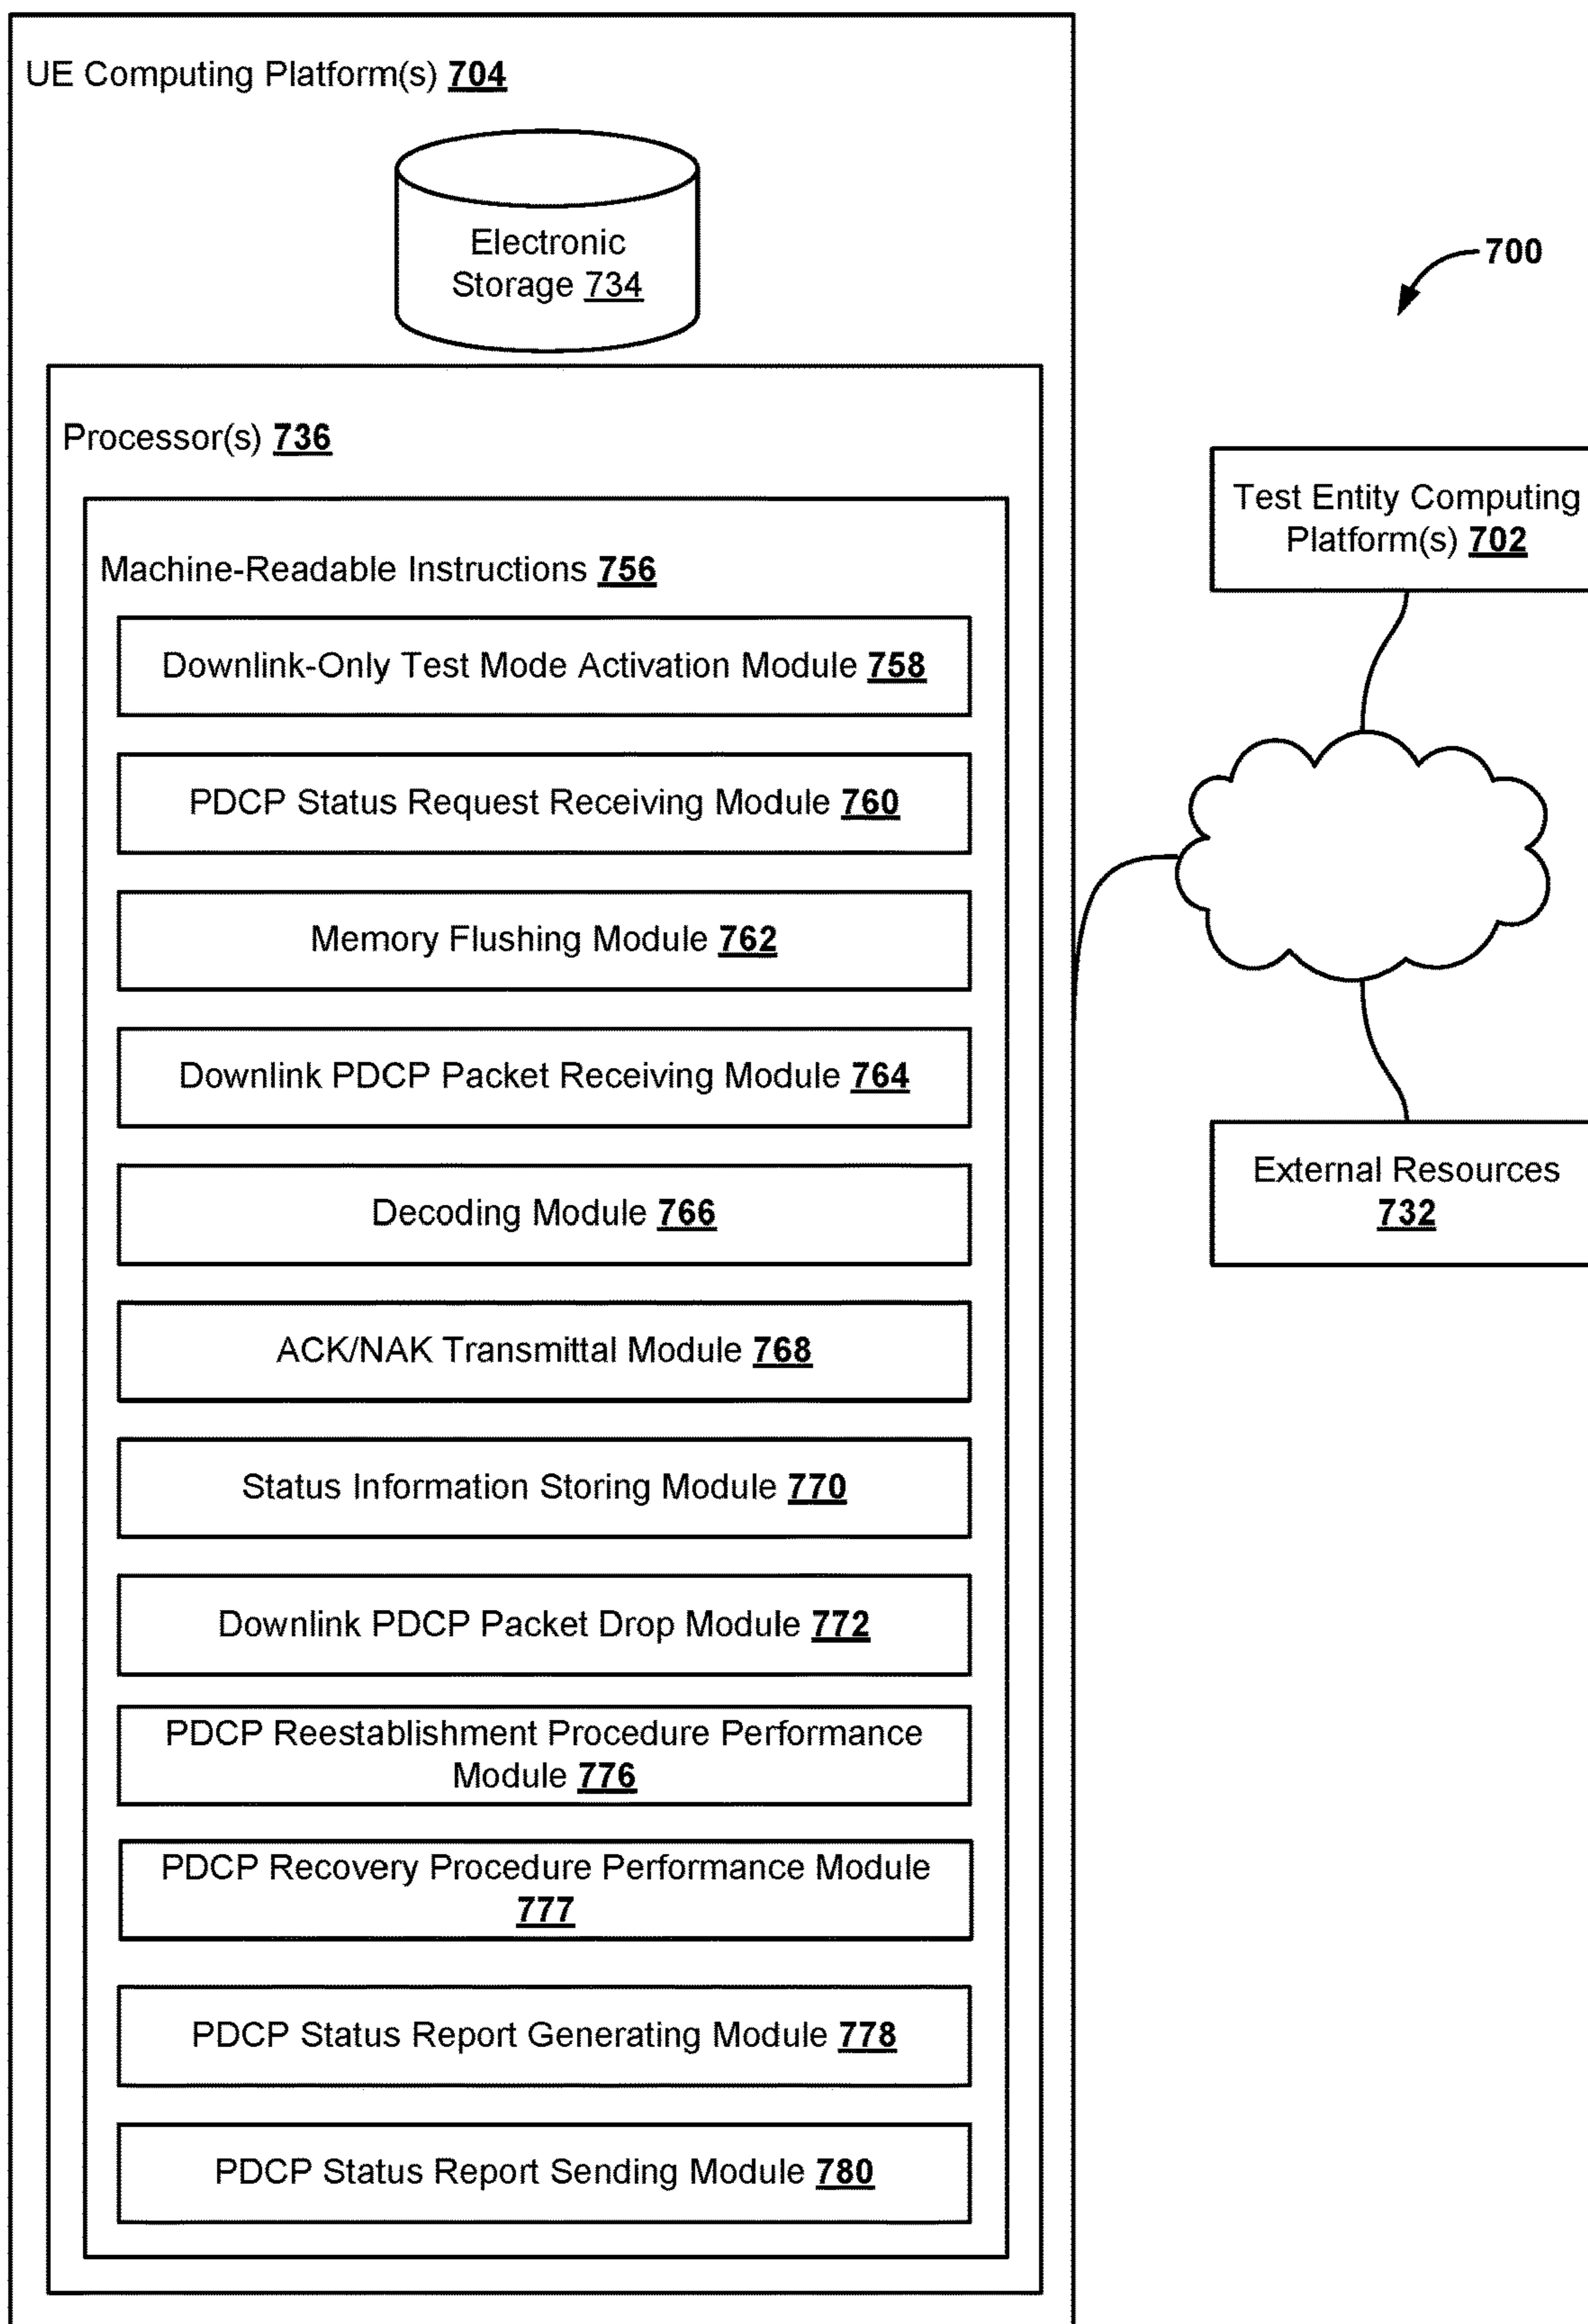 UE Computing Platform(s) 704
Electronic
Storage 734
700
Processor(s) 736
Test Entity Computing
Platform(s) 702
Machine-Readable Instructions 756
Downlink-Only Test Mode Activation Module 758
PDCP Status Request Receiving Module 760
Memory Flushing Module 762
Downlink PDCP Packet Receiving Module 764
External Resources
732
Decoding Module 766
ACK/NAK Transmittal Module 768
Status Information Storing Module 770
Downlink PDCP Packet Drop Module 772
PDCP Reestablishment Procedure Performance
Module 776
PDCP Recovery Procedure Performance Module
777
PDCP Status Report Generating Module 778
PDCP Status Report Sending Module 780